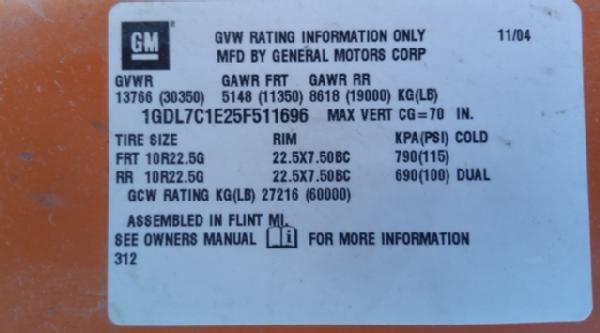 GM
GVW RATING INFORMATION ONLY 11/04
MFD BY GENERAL MOTORS CORP
GVWR GAWR FRT GAWR RR
13766 (30350) 5148 (11350) 8618 (19000) KG(LB)
1GDL7C1E25F511696 MAX VERT CG=70 IN.
TIRE SIZE RIM KPA(PSI) COLD
FRT 10R22.5G 22.5X7.50BC 790(115)
RR 10R22.5G 22.5X7.50BC 690(100) DUAL
GCW RATING KG(LB) 27216 (60000)
ASSEMBLED IN FLINT MI.
SEE OWNERS MANUAL i FOR MORE INFORMATION
312